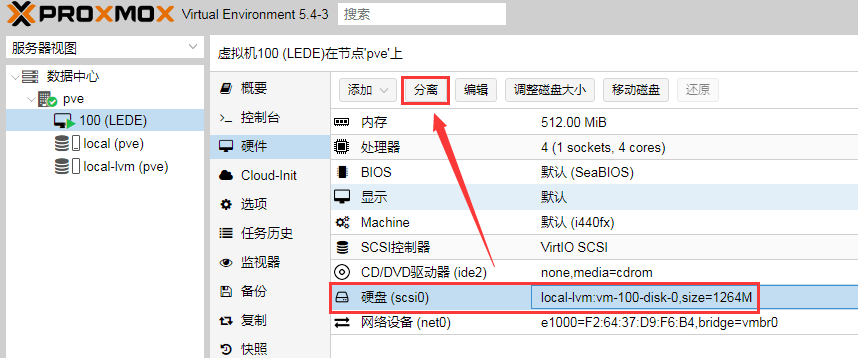 PROXMOX Virtual Environment 5.4-3 搜索
服务器视图
数据中心
pve
100 (LEDE)
local (pve)
local-lvm (pve)
虚拟机100 (LEDE)在节点'pve'上
概要
控制台
硬件
Cloud-Init
选项
任务历史
监视器
备份
复制
快照
添加 分离 编辑 调整磁盘大小 移动磁盘 还原
内存 512.00 MiB
处理器 4 (1 sockets, 4 cores)
BIOS 默认 (SeaBIOS)
显示 默认
Machine 默认 (i440fx)
SCSI控制器 VirtIO SCSI
CD/DVD驱动器 (ide2) none,media=cdrom
硬盘 (scsi0) local-lvm:vm-100-disk-0,size=1264M
网络设备 (net0) e1000=F2:64:37:D9:F6:B4,bridge=vmbr0